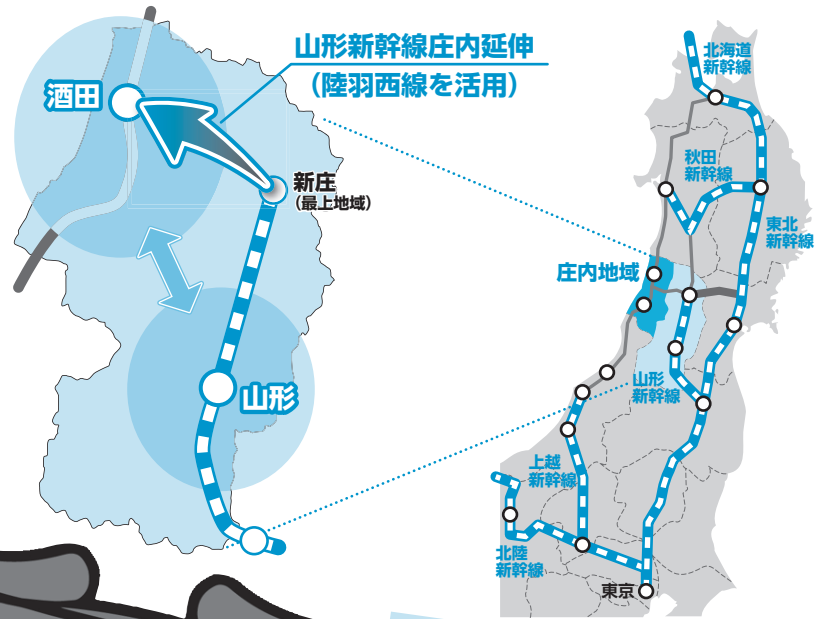 山形新幹線庄内延伸
(陸羽西線を活用)
酒田
新庄
(最上地域)
山形
北海道
新幹線
秋田
新幹線
東北
新幹線
庄内地域
山形
新幹線
上越
新幹線
北陸
新幹線
東京